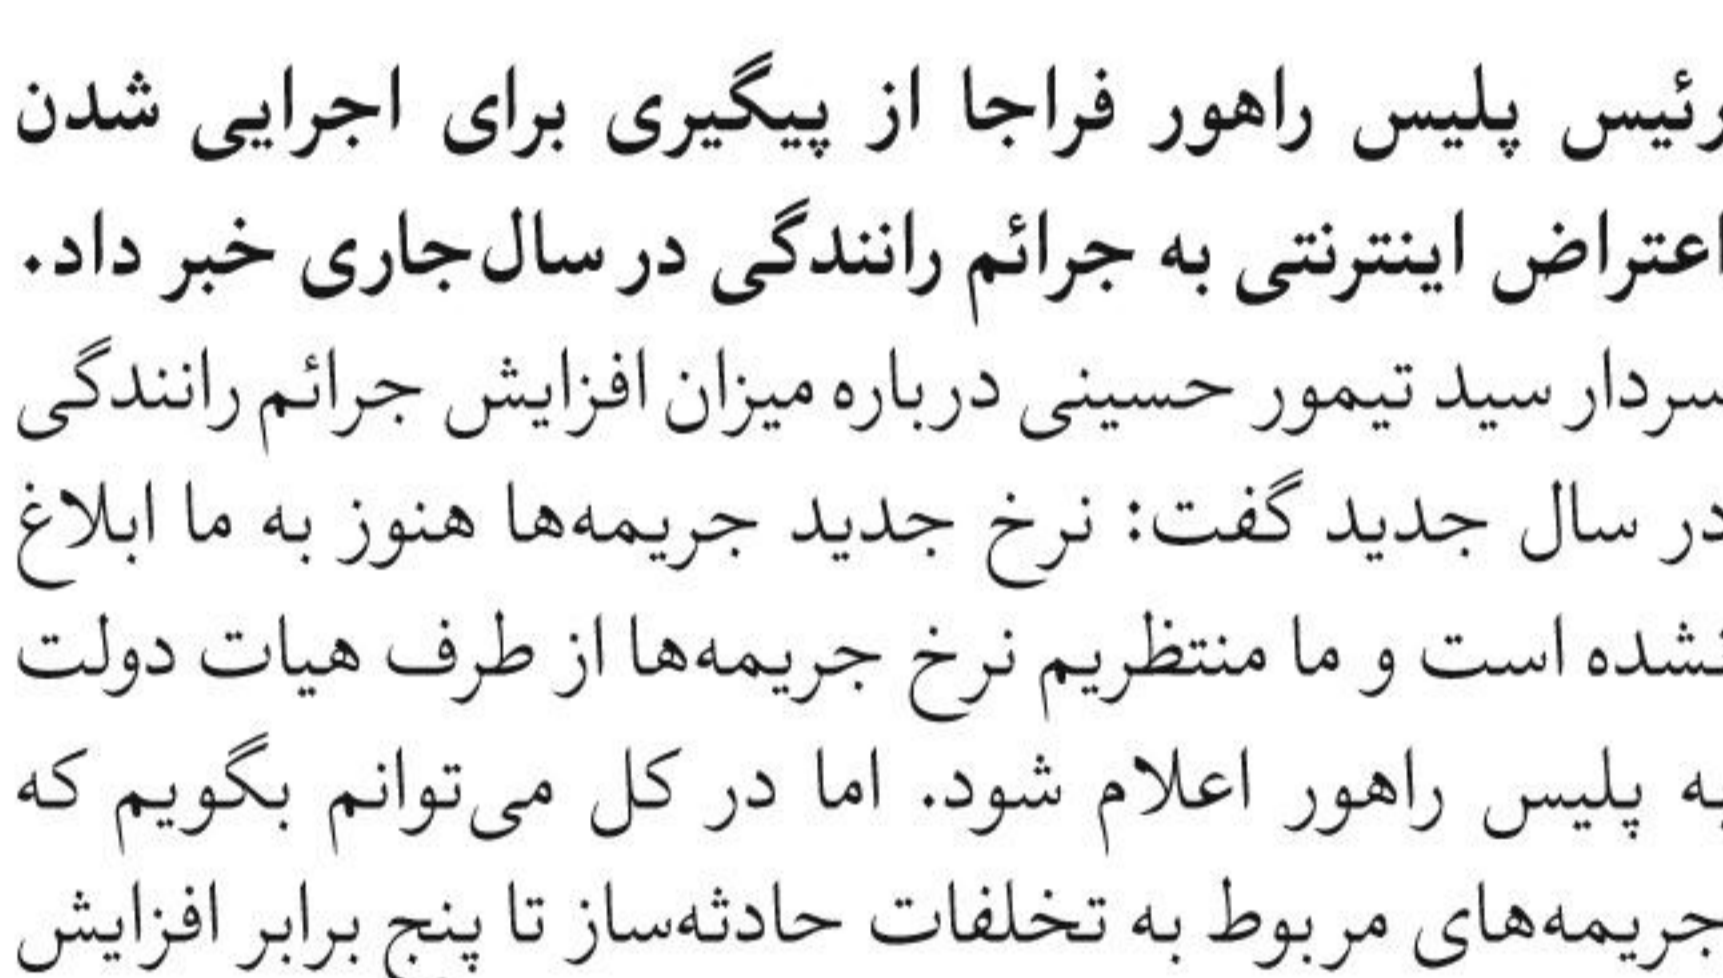 رئیس پلیس راهور فراجا از پیگیری برای اجرایی شدن
اعتراض اینترنتی به جرائم رانندگی در سال‌جاری خبر داد.
سردار سید تیمور حسینی درباره میزان افزایش جرائم رانندگی
در سال جدید گفت: نرخ جدید جریمه‌ها هنوز به ما ابلاغ
نشده است و ما منتظریم نرخ جریمه‌ها از طرف هیات دولت
به پلیس راهور اعلام شود. اما در کل می‌توانم بگویم که
جریمه‌های مربوط به تخلفات حادثه‌ساز تا پنج برابر افزایش